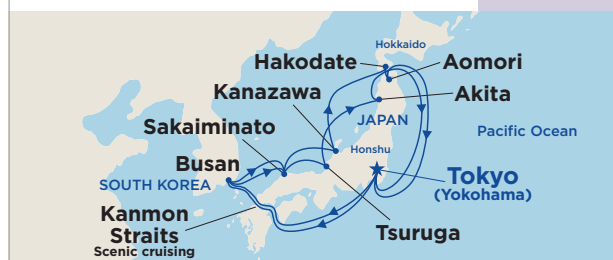 Hokkaido
Hakodate
Aomori
Kanazawa
Akita
Sakaiminato
JAPAN
Pacific Ocean
Honshu
Busan
SOUTH KOREA
Tokyo
(Yokohama)
Kanmon
Straits
Scenic cruising
Tsuruga